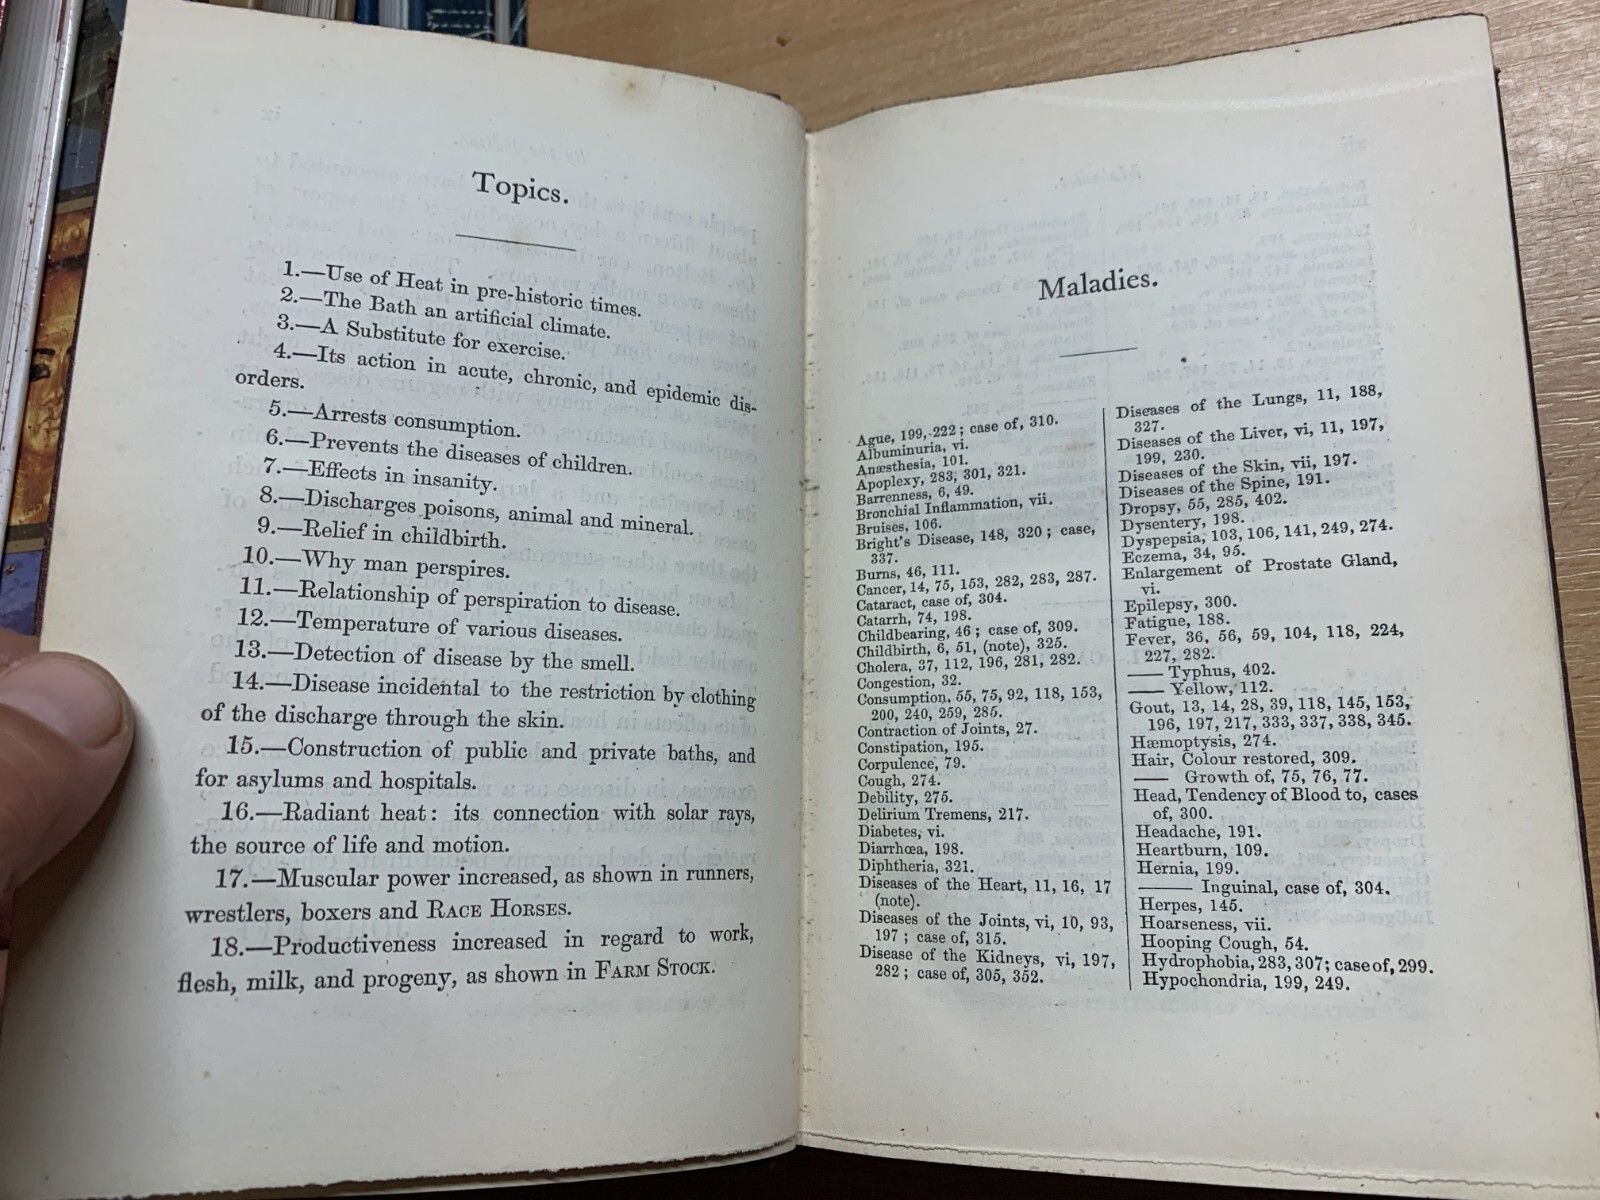 Topics.
1.—Use of Heat in pre-historic times.
2.—The Bath an artificial climate.
3.—A Substitute for exercise.
4.—Its action in acute, chronic, and epidemic dis-
orders.
5.—Arrests consumption.
6.—Prevents the diseases of children.
7.—Effects in insanity.
8.—Discharges poisons, animal and mineral.
9.—Relief in childbirth.
10.—Why man perspires.
11.—Relationship of perspiration to disease.
12.—Temperature of various diseases.
13.—Detection of disease by the smell.
14.—Disease incidental to the restriction by clothing
of the discharge through the skin.
15.—Construction of public and private baths, and
for asylums and hospitals.
16.—Radiant heat: its connection with solar rays,
the source of life and motion.
17.—Muscular power increased, as shown in runners,
wrestlers, boxers and RACE HORSES.
18.—Productiveness increased in regard to work,
flesh, milk, and progeny, as shown in FARM STOCK.
Maladies.
Ague, 199, 222; case of, 310.
Albuminuria, vi.
Anæsthesia, 101.
Apoplexy, 283, 301, 321.
Barrenness, 6, 49.
Bronchial Inflammation, vii.
Bruises, 106.
Bright's Disease, 148, 320; case,
337.
Burns, 46, 111.
Cancer, 14, 75, 153, 282, 283, 287.
Cataract, case of, 304.
Catarrh, 74, 198.
Childbearing, 46; case of, 309.
Childbirth, 6, 51, (note), 325.
Cholera, 37, 112, 196, 281, 282.
Congestion, 32.
Consumption, 55, 75, 92, 118, 153,
200, 240, 259, 285.
Contraction of Joints, 27.
Constipation, 195.
Corpulence, 79.
Cough, 274.
Debility, 275.
Delirium Tremens, 217.
Diabetes, vi.
Diarrhœa, 198.
Diphtheria, 321.
Diseases of the Heart, 11, 16, 17
(note).
Diseases of the Joints, vi, 10, 93,
197; case of, 315.
Disease of the Kidneys, vi, 197,
282; case of, 305, 352.
Diseases of the Lungs, 11, 188,
327.
Diseases of the Liver, vi, 11, 197,
199, 230.
Diseases of the Skin, vii, 197.
Diseases of the Spine, 191.
Dropsy, 55, 285, 402.
Dysentery, 198.
Dyspepsia, 103, 106, 141, 249, 274.
Eczema, 34, 95.
Enlargement of Prostate Gland,
vi.
Epilepsy, 300.
Fatigue, 188.
Fever, 36, 56, 59, 104, 118, 224,
227, 282.
—— Typhus, 402.
—— Yellow, 112.
Gout, 13, 14, 28, 39, 118, 145, 153,
196, 197, 217, 333, 337, 338, 345.
Hæmoptysis, 274.
Hair, Colour restored, 309.
—— Growth of, 75, 76, 77.
Head, Tendency of Blood to, cases
of, 300.
Headache, 191.
Heartburn, 109.
Hernia, 199.
—— Inguinal, case of, 304.
Herpes, 145.
Hoarseness, vii.
Hooping Cough, 54.
Hydrophobia, 283, 307; case of, 299.
Hypochondria, 199, 249.